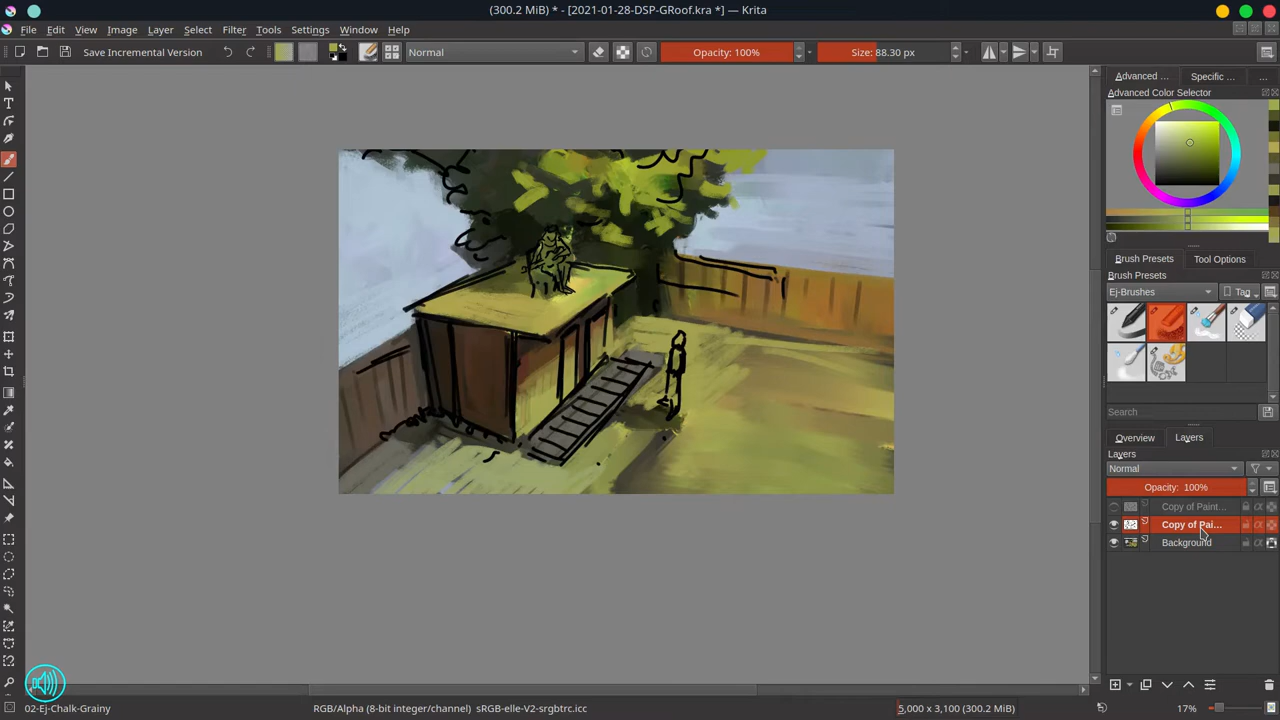 (300.2 MiB) * - [2021-01-28-DSP-GRoof.kra *] — Krita
File Edit View Image Layer Select Filter Tools Settings Window Help
Save Incremental Version Normal Opacity: 100% Size: 88.30 px
Advanced ... Specific ... ...
Advanced Color Selector
Brush Presets Tool Options
Brush Presets
Ej-Brushes Tag
Search
Overview Layers
Layers
Normal
Opacity: 100%
Copy of Paint...
Copy of Pai...
Background
02-Ej-Chalk-Grainy RGB/Alpha (8-bit integer/channel) sRGB-elle-V2-srgbtrc.icc 5,000 x 3,100 (300.2 MiB) 17%